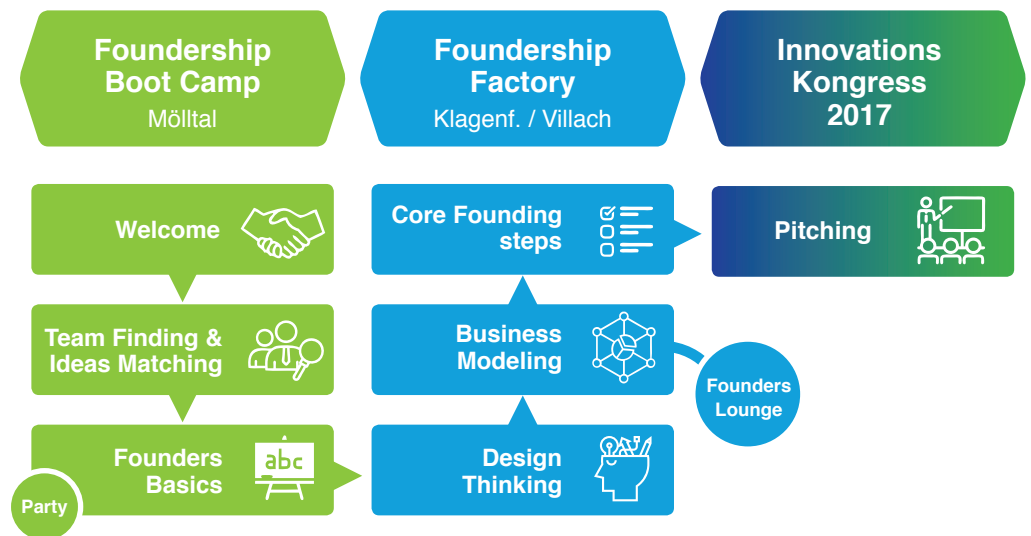 Foundership
Boot Camp
Mölltal
Foundership
Factory
Klagenf. / Villach
Innovations
Kongress
2017
Welcome
Team Finding &
Ideas Matching
Founders
Basics
abc
Party
Core Founding
steps
Business
Modeling
Founders
Lounge
Design
Thinking
Pitching